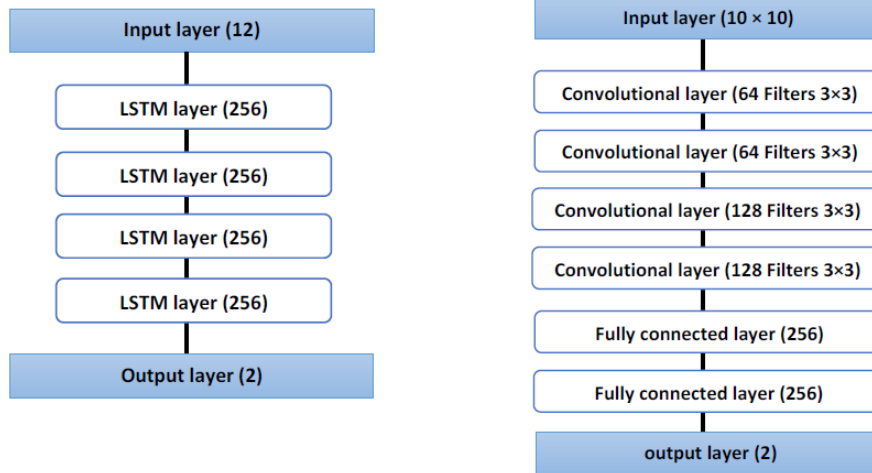 Input layer (12)
LSTM layer (256)
LSTM layer (256)
LSTM layer (256)
LSTM layer (256)
Output layer (2)
Input layer (10 × 10)
Convolutional layer (64 Filters 3×3)
Convolutional layer (64 Filters 3×3)
Convolutional layer (128 Filters 3×3)
Convolutional layer (128 Filters 3×3)
Fully connected layer (256)
Fully connected layer (256)
output layer (2)